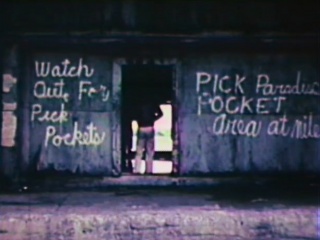 Watch
Out, For
Pick
Pockets
PICK Paradise
POCKET
area at nite